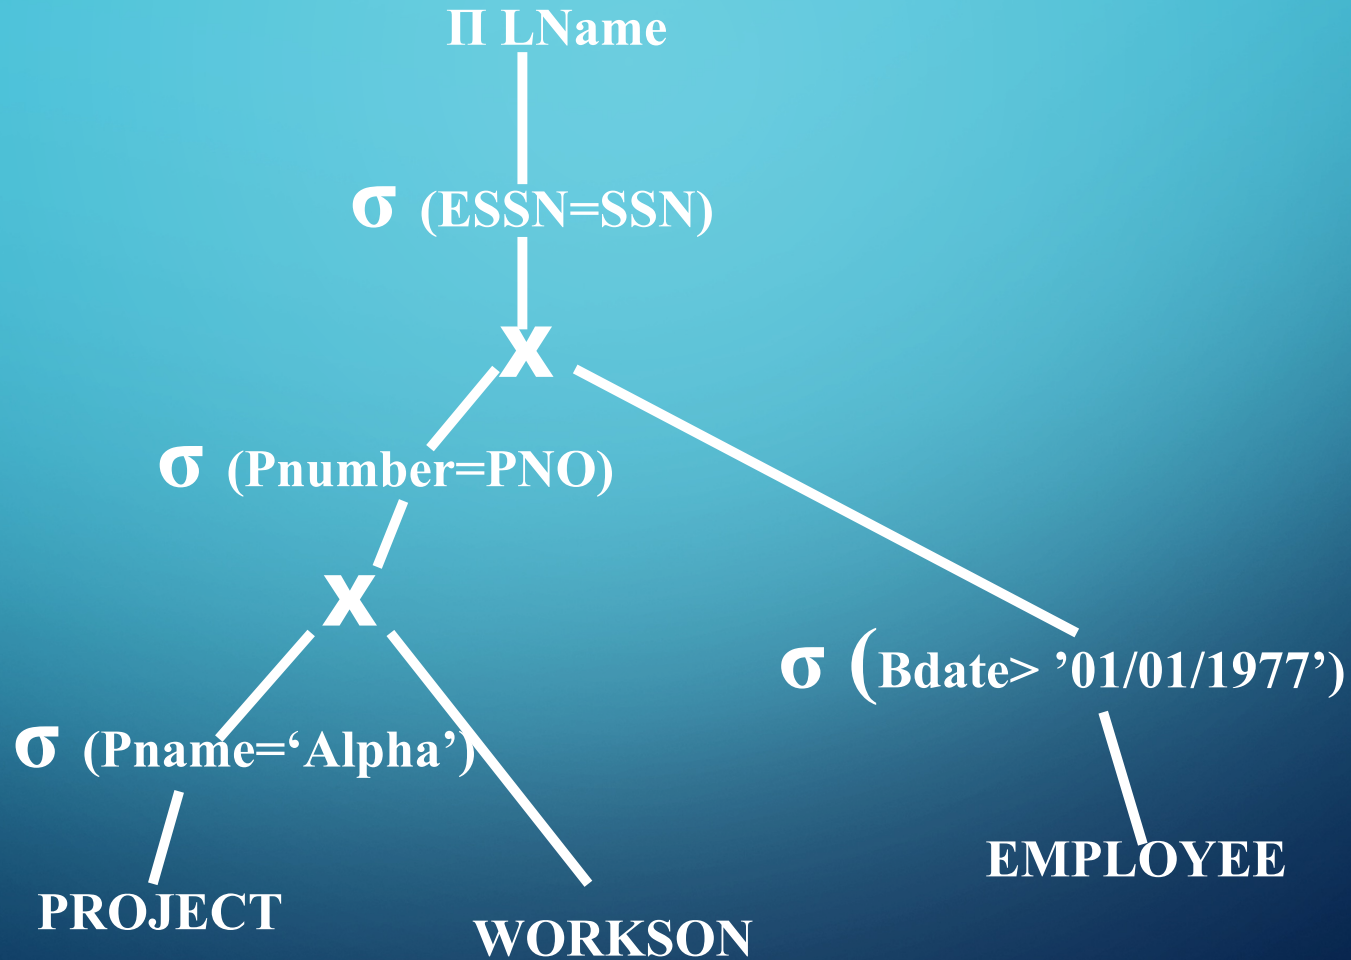 Π LName
σ (ESSN=SSN)
X
σ (Pnumber=PNO)
X
σ (Bdate> ’01/01/1977’)
σ (Pname=‘Alpha’)
EMPLOYEE
PROJECT
WORKSON